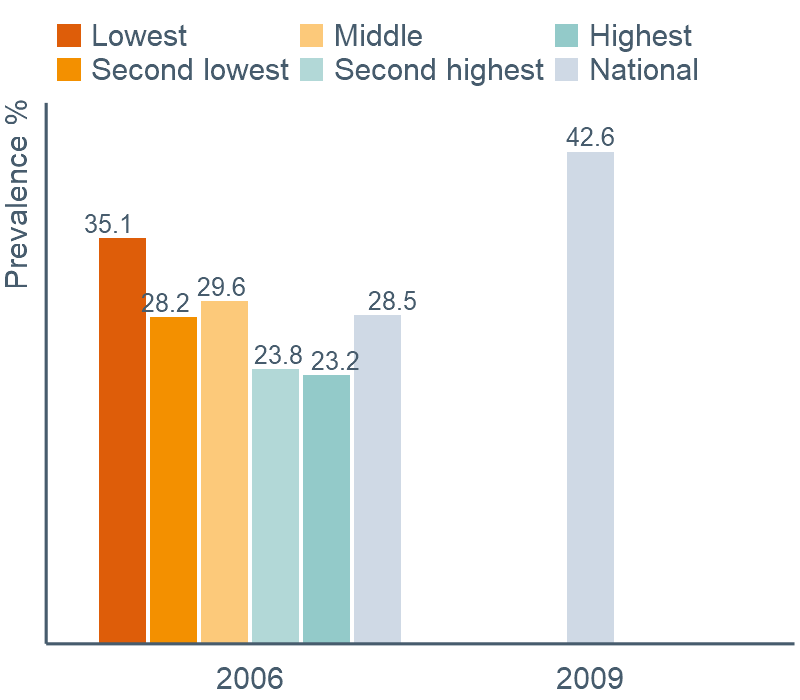 Lowest Middle Highest
Second lowest Second highest National
Prevalence %
42.6
35.1
29.6
28.2
28.5
23.8
23.2
2006 2009